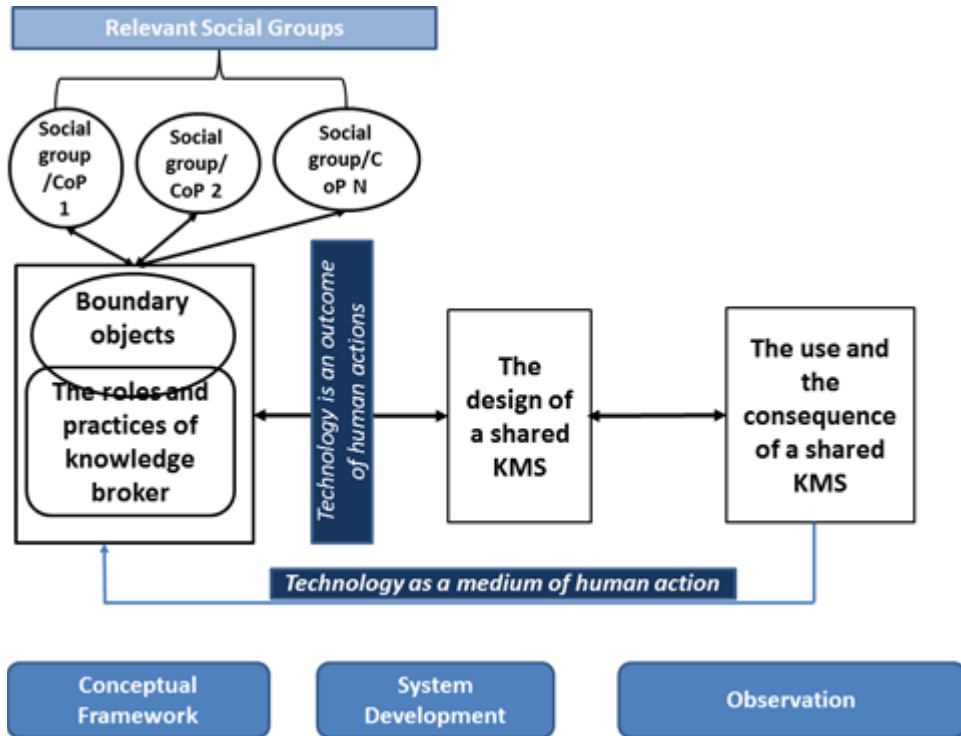 Relevant Social Groups
Social
group
/CoP
1
Social
group/
CoP 2
Social
group/C
oP N
Boundary
objects
The roles and
practices of
knowledge
broker
Technology is an outcome
of human actions
The
design of
a shared
KMS
The use and
the
consequence
of a shared
KMS
Technology as a medium of human action
Conceptual
Framework
System
Development
Observation